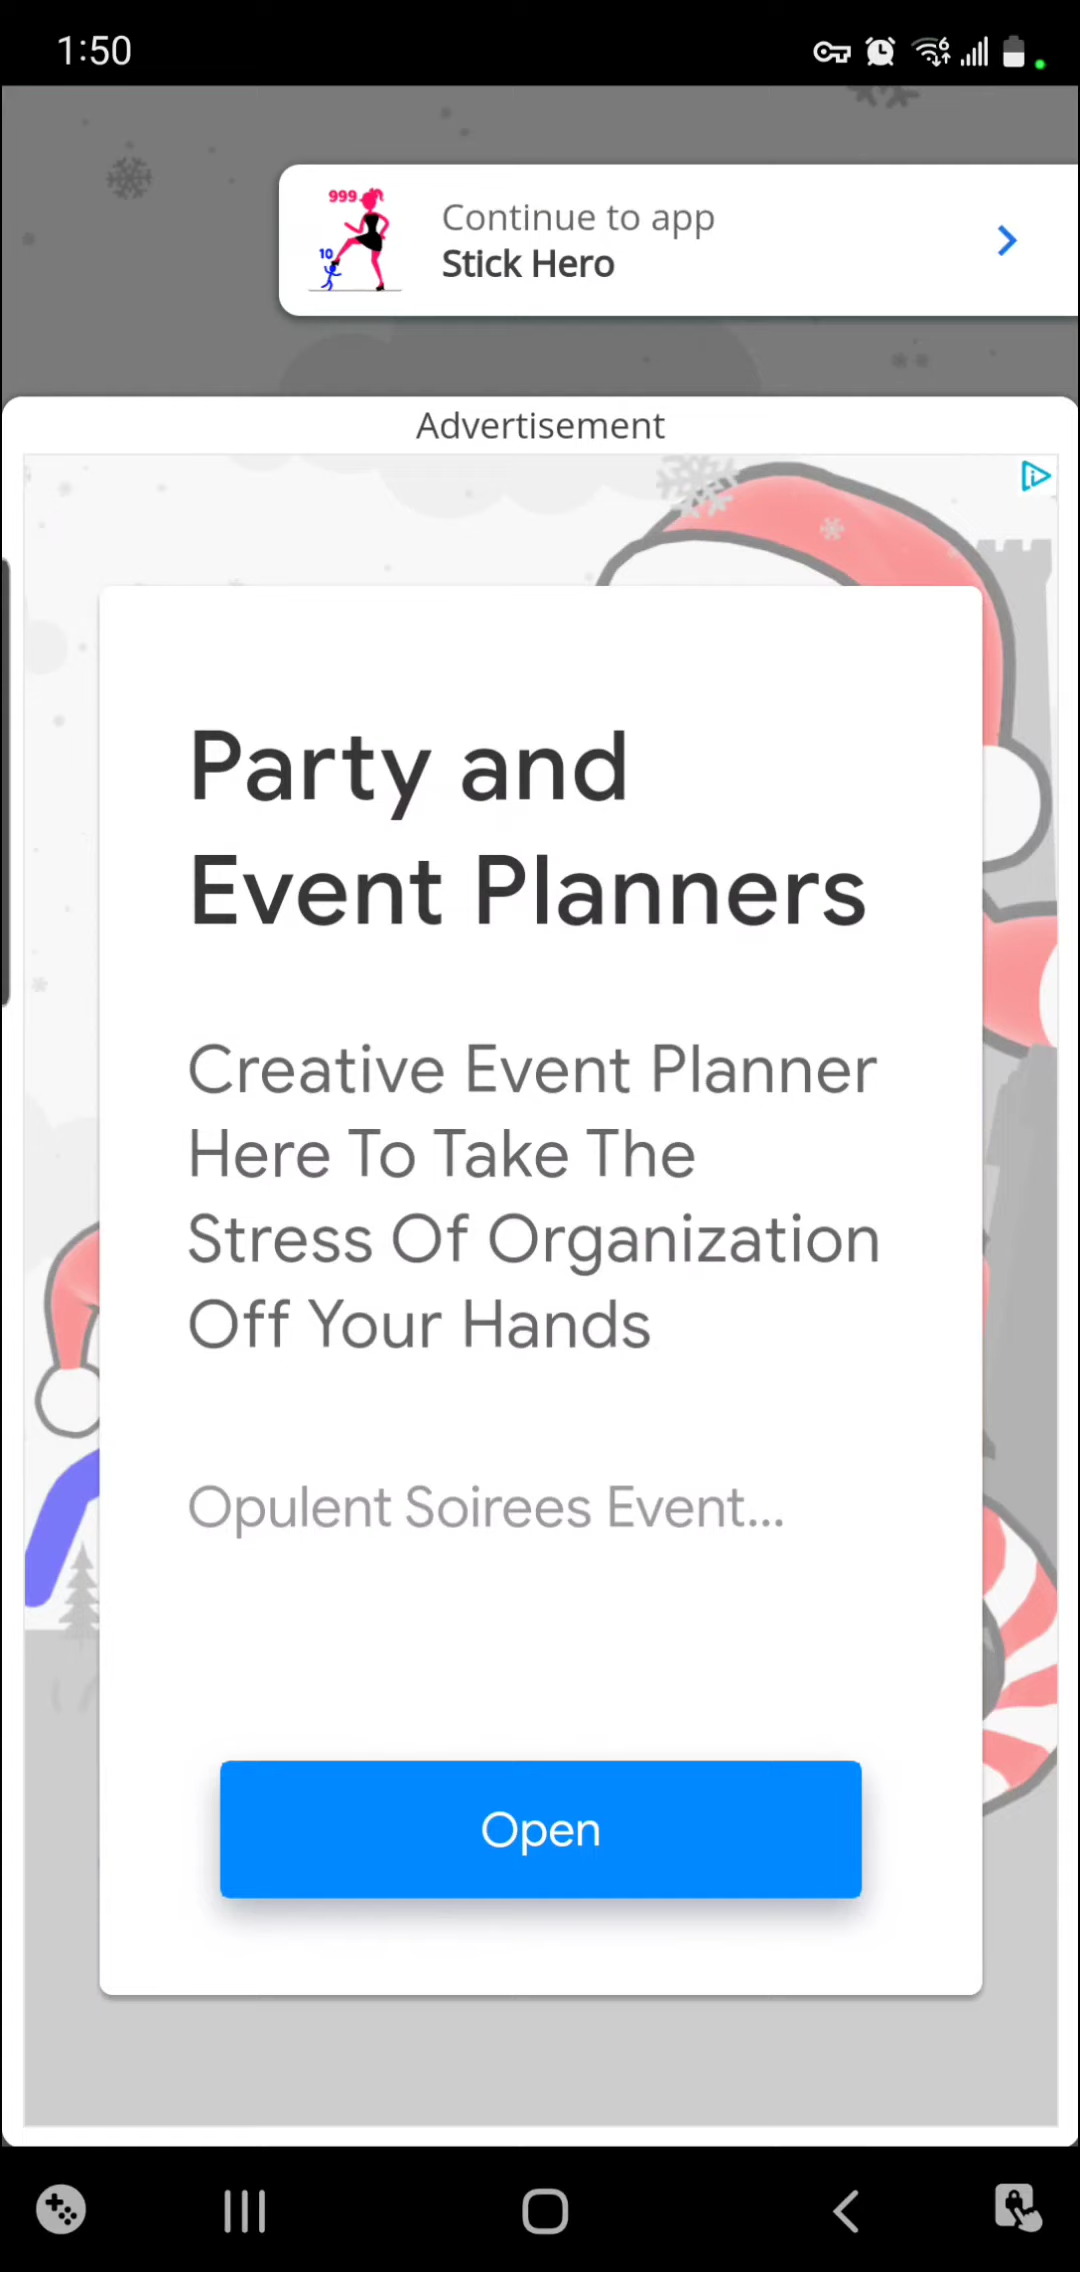 1:50
6
999
10
Continue to app
Stick Hero
Advertisement
Party and
Event Planners
Creative Event Planner
Here To Take The
Stress Of Organization
Off Your Hands
Opulent Soirees Event...
Open